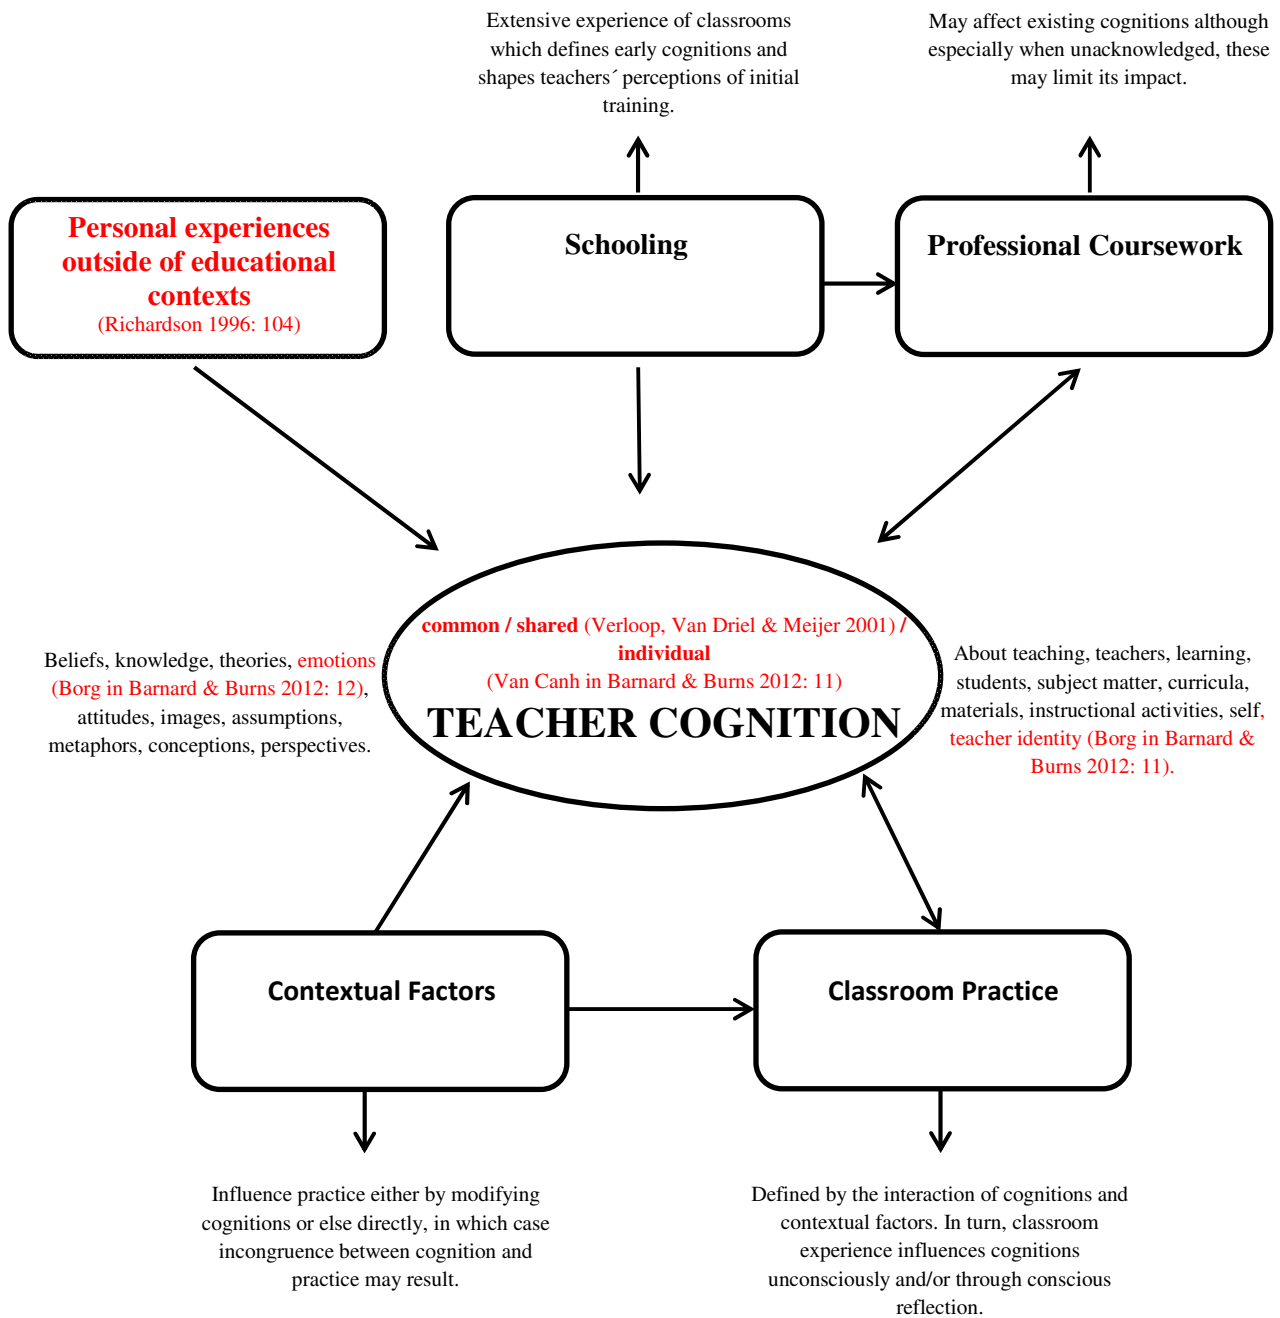 Extensive experience of classrooms
which defines early cognitions and
shapes teachers´ perceptions of initial
training.
May affect existing cognitions although
especially when unacknowledged, these
may limit its impact.
Personal experiences
outside of educational
contexts
(Richardson 1996: 104)
Schooling
Professional Coursework
common / shared (Verloop, Van Driel & Meijer 2001) /
individual
(Van Canh in Barnard & Burns 2012: 11)
TEACHER COGNITION
Beliefs, knowledge, theories, emotions
(Borg in Barnard & Burns 2012: 12),
attitudes, images, assumptions,
metaphors, conceptions, perspectives.
About teaching, teachers, learning,
students, subject matter, curricula,
materials, instructional activities, self,
teacher identity (Borg in Barnard &
Burns 2012: 11).
Contextual Factors
Classroom Practice
Influence practice either by modifying
cognitions or else directly, in which case
incongruence between cognition and
practice may result.
Defined by the interaction of cognitions and
contextual factors. In turn, classroom
experience influences cognitions
unconsciously and/or through conscious
reflection.